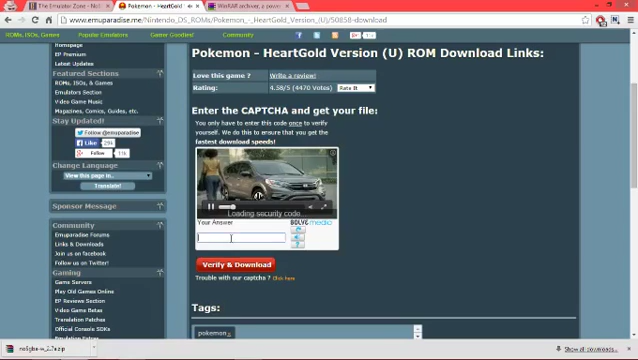 The Emulator Zone - N
Pokemon - HeartGold
WinRAR archiver, a powe
www.emuparadise.me/Nintendo_DS_ROMs/Pokemon_-_HeartGold_Version_(U)/50858-download
ROMs, ISOs, & Games
Popular Emulators
Game Goodies!
Community
Homepage
EP Premium
Latest Updates
Featured Sections
ROMs, ISOs, & Games
Emulators Section
Video Game Music
Magazines, Comics, Guides, etc.
Stay Updated!
Follow @emuparadise
Like
Follow
11k
Change Language
View this page in...
Translate!
Sponsor Message
Community
Emuparadise Forums
Links & Downloads
Join us on facebook!
Follow us on Twitter!
Gaming
Game Servers
Play Old Games Online
EP Reviews Section
Translation Patches
Official Console SDKs
Pokemon - HeartGold Version (U) ROM Download Links:
Love this game ?
Write a review!
Rating:
4.58/5 (4470 Votes)
Rate It
Enter the CAPTCHA and get your file:
You only have to enter this code once to verify
yourself. We do this to ensure that you get the
fastest download speeds!
Loading security code
Your Answer
solve media
Verify & Download
Trouble with our captcha ? Click here
Tags:
pokemon
Show all downloads...